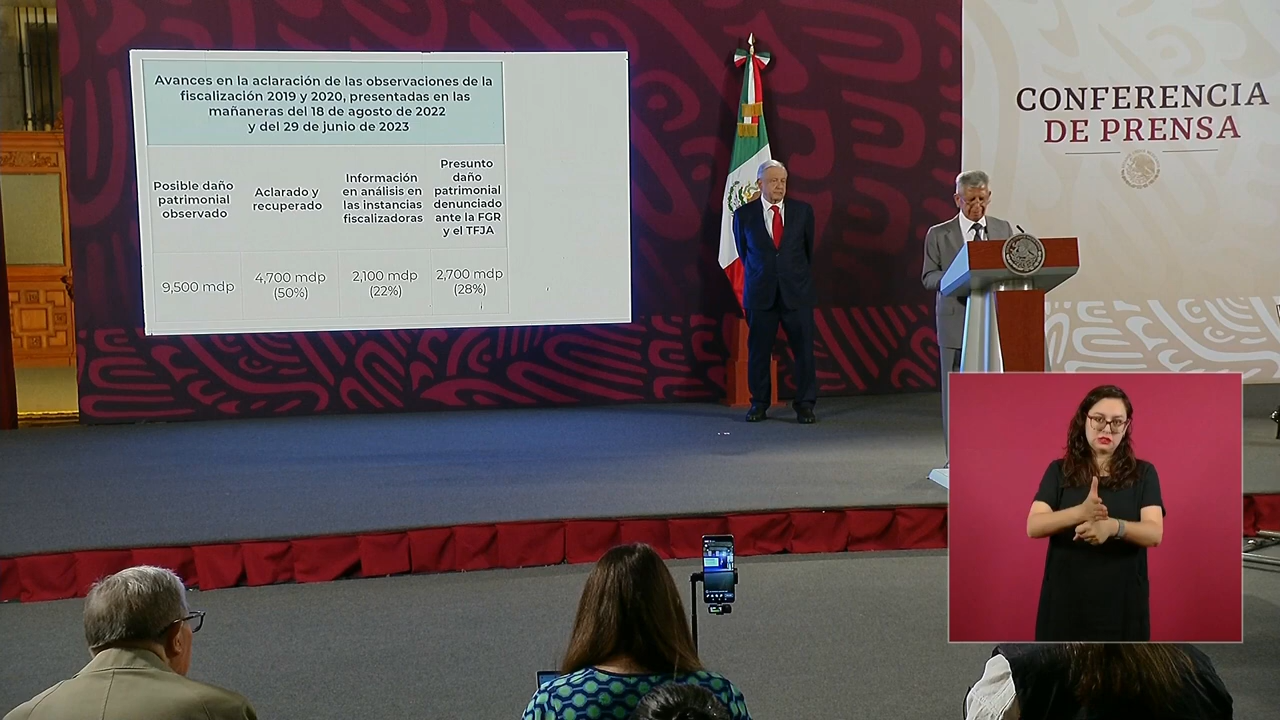 Avances en la aclaración de las observaciones de la
fiscalización 2019 y 2020, presentadas en las
mañaneras del 18 de agosto de 2022
y del 29 de junio de 2023
Posible daño
patrimonial
observado
Aclarado y
recuperado
Información
en análisis en
las instancias
fiscalizadoras
Presunto
daño
patrimonial
denunciado
ante la FGR
y el TFJA
9,500 mdp
4,700 mdp
(50%)
2,100 mdp
(22%)
2,700 mdp
(28%)
CONFERENCIA
DE PRENSA